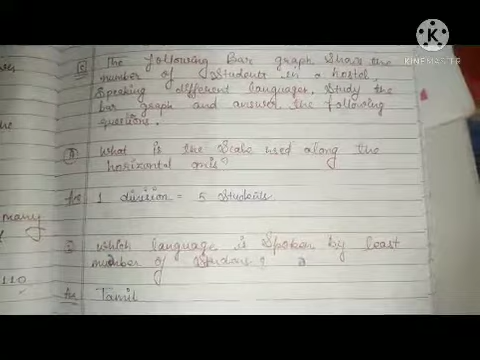 KINEMASTER
The following Bar graph shows the
number of Students in a hostel,
Speaking different languages. Study the
bar graph and answer the following
questions.
What is the Scale used along the
horizontal axis?
Ans 1 division = 5 Students
which language is Spoken by least
number of Students?
Ans Tamil
many
110